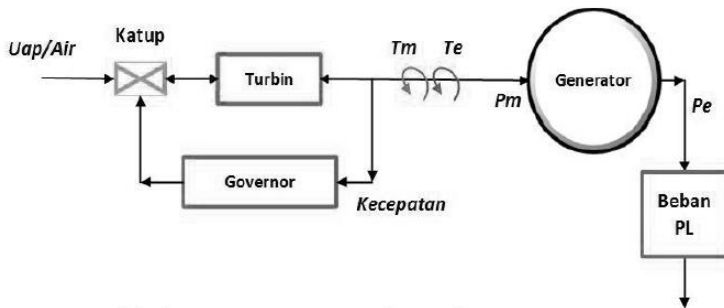 Uap/Air
Katup
Turbin
Tm
Te
Pm
Generator
Pe
Governor
Kecepatan
Beban
PL